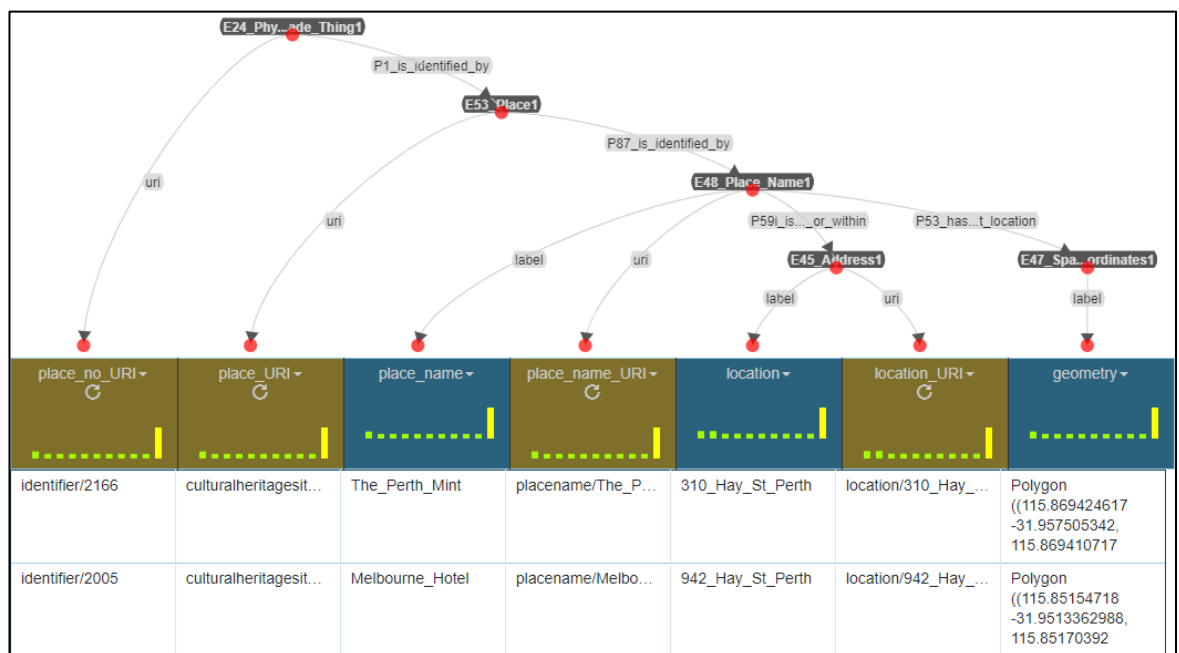 E24_Phy...ade_Thing1
P1_is_identified_by
E53_Place1
P87_is_identified_by
uri
E48_Place_Name1
uri
P59i_is...._or_within
P53_has...t_location
label
uri
E45_Address1
E47_Spa...ordinates1
label
uri
label
place_no_URI
place_URI
place_name
place_name_URI
location
location_URI
geometry
identifier/2166
culturalheritagesit...
The_Perth_Mint
placename/The_P...
310_Hay_St_Perth
location/310_Hay_...
Polygon
((115.869424617
-31.957505342,
115.869410717
identifier/2005
culturalheritagesit...
Melbourne_Hotel
placename/Melbo...
942_Hay_St_Perth
location/942_Hay_...
Polygon
((115.85154718
-31.9513362988,
115.85170392